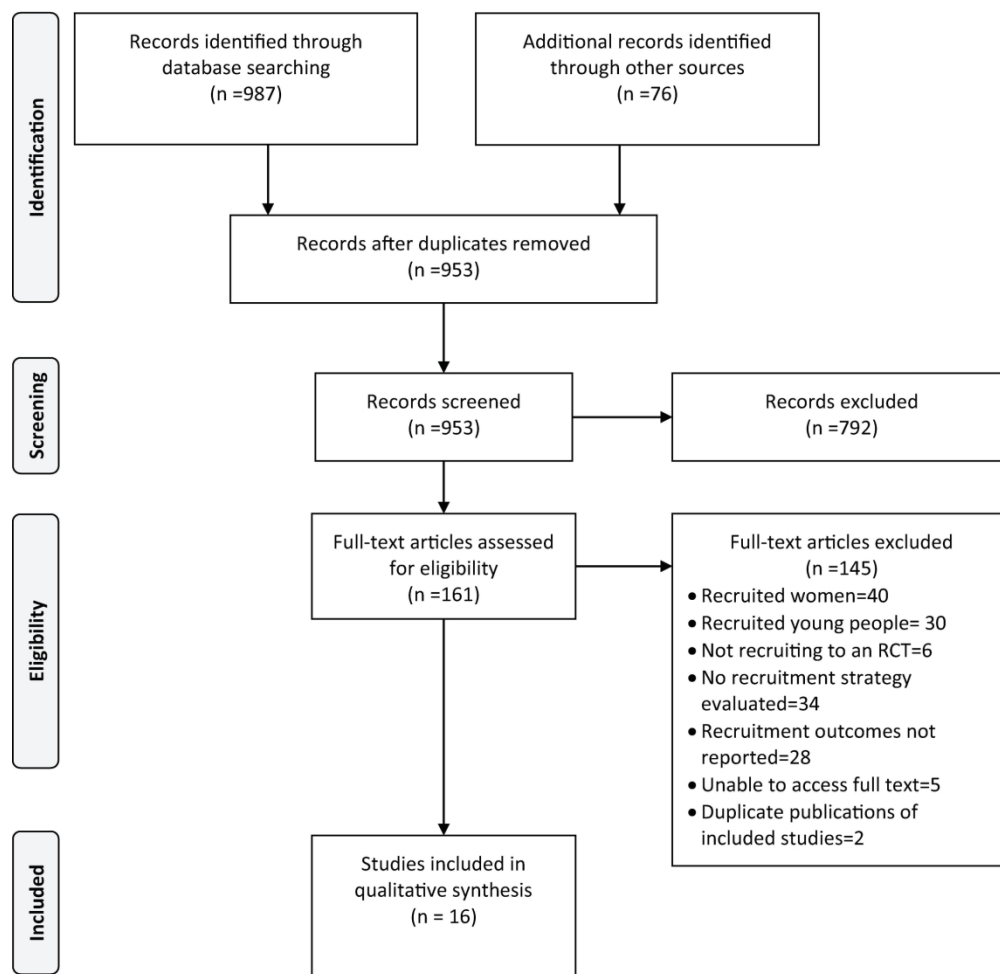 Identification
Records identified through
database searching
(n =987)
Additional records identified
through other sources
(n =76)
Records after duplicates removed
(n =953)
Screening
Records screened
(n =953)
Records excluded
(n =792)
Eligibility
Full-text articles assessed
for eligibility
(n =161)
Full-text articles excluded
(n =145)
• Recruited women=40
• Recruited young people= 30
• Not recruiting to an RCT=6
• No recruitment strategy
evaluated=34
• Recruitment outcomes not
reported=28
• Unable to access full text=5
• Duplicate publications of
included studies=2
Included
Studies included in
qualitative synthesis
(n = 16)